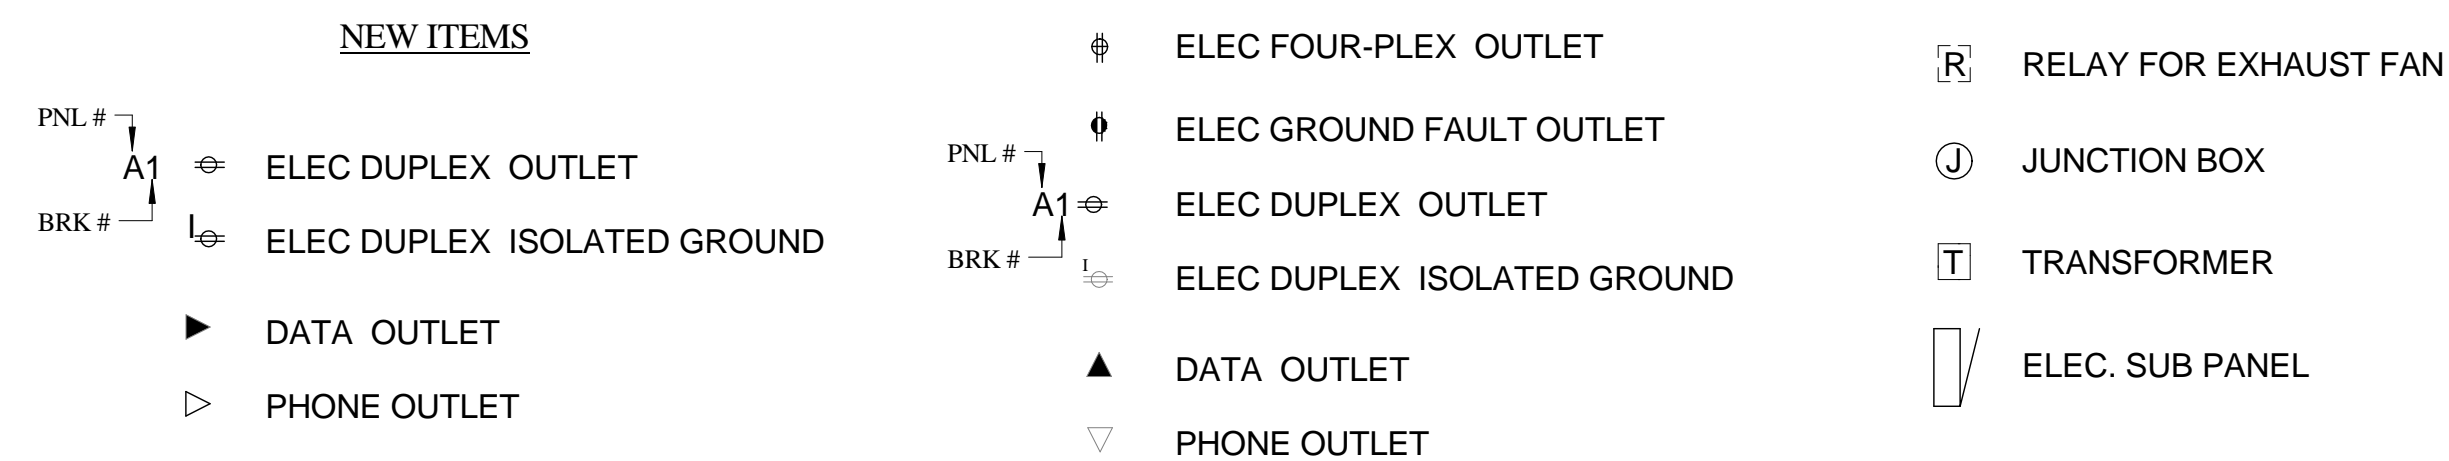 NEW ITEMS
PNL #
A1 ELEC DUPLEX OUTLET
BRK #
I ELEC DUPLEX ISOLATED GROUND
DATA OUTLET
PHONE OUTLET
ELEC FOUR-PLEX OUTLET
ELEC GROUND FAULT OUTLET
PNL #
A1 ELEC DUPLEX OUTLET
BRK #
I ELEC DUPLEX ISOLATED GROUND
DATA OUTLET
PHONE OUTLET
R RELAY FOR EXHAUST FAN
J JUNCTION BOX
T TRANSFORMER
ELEC. SUB PANEL